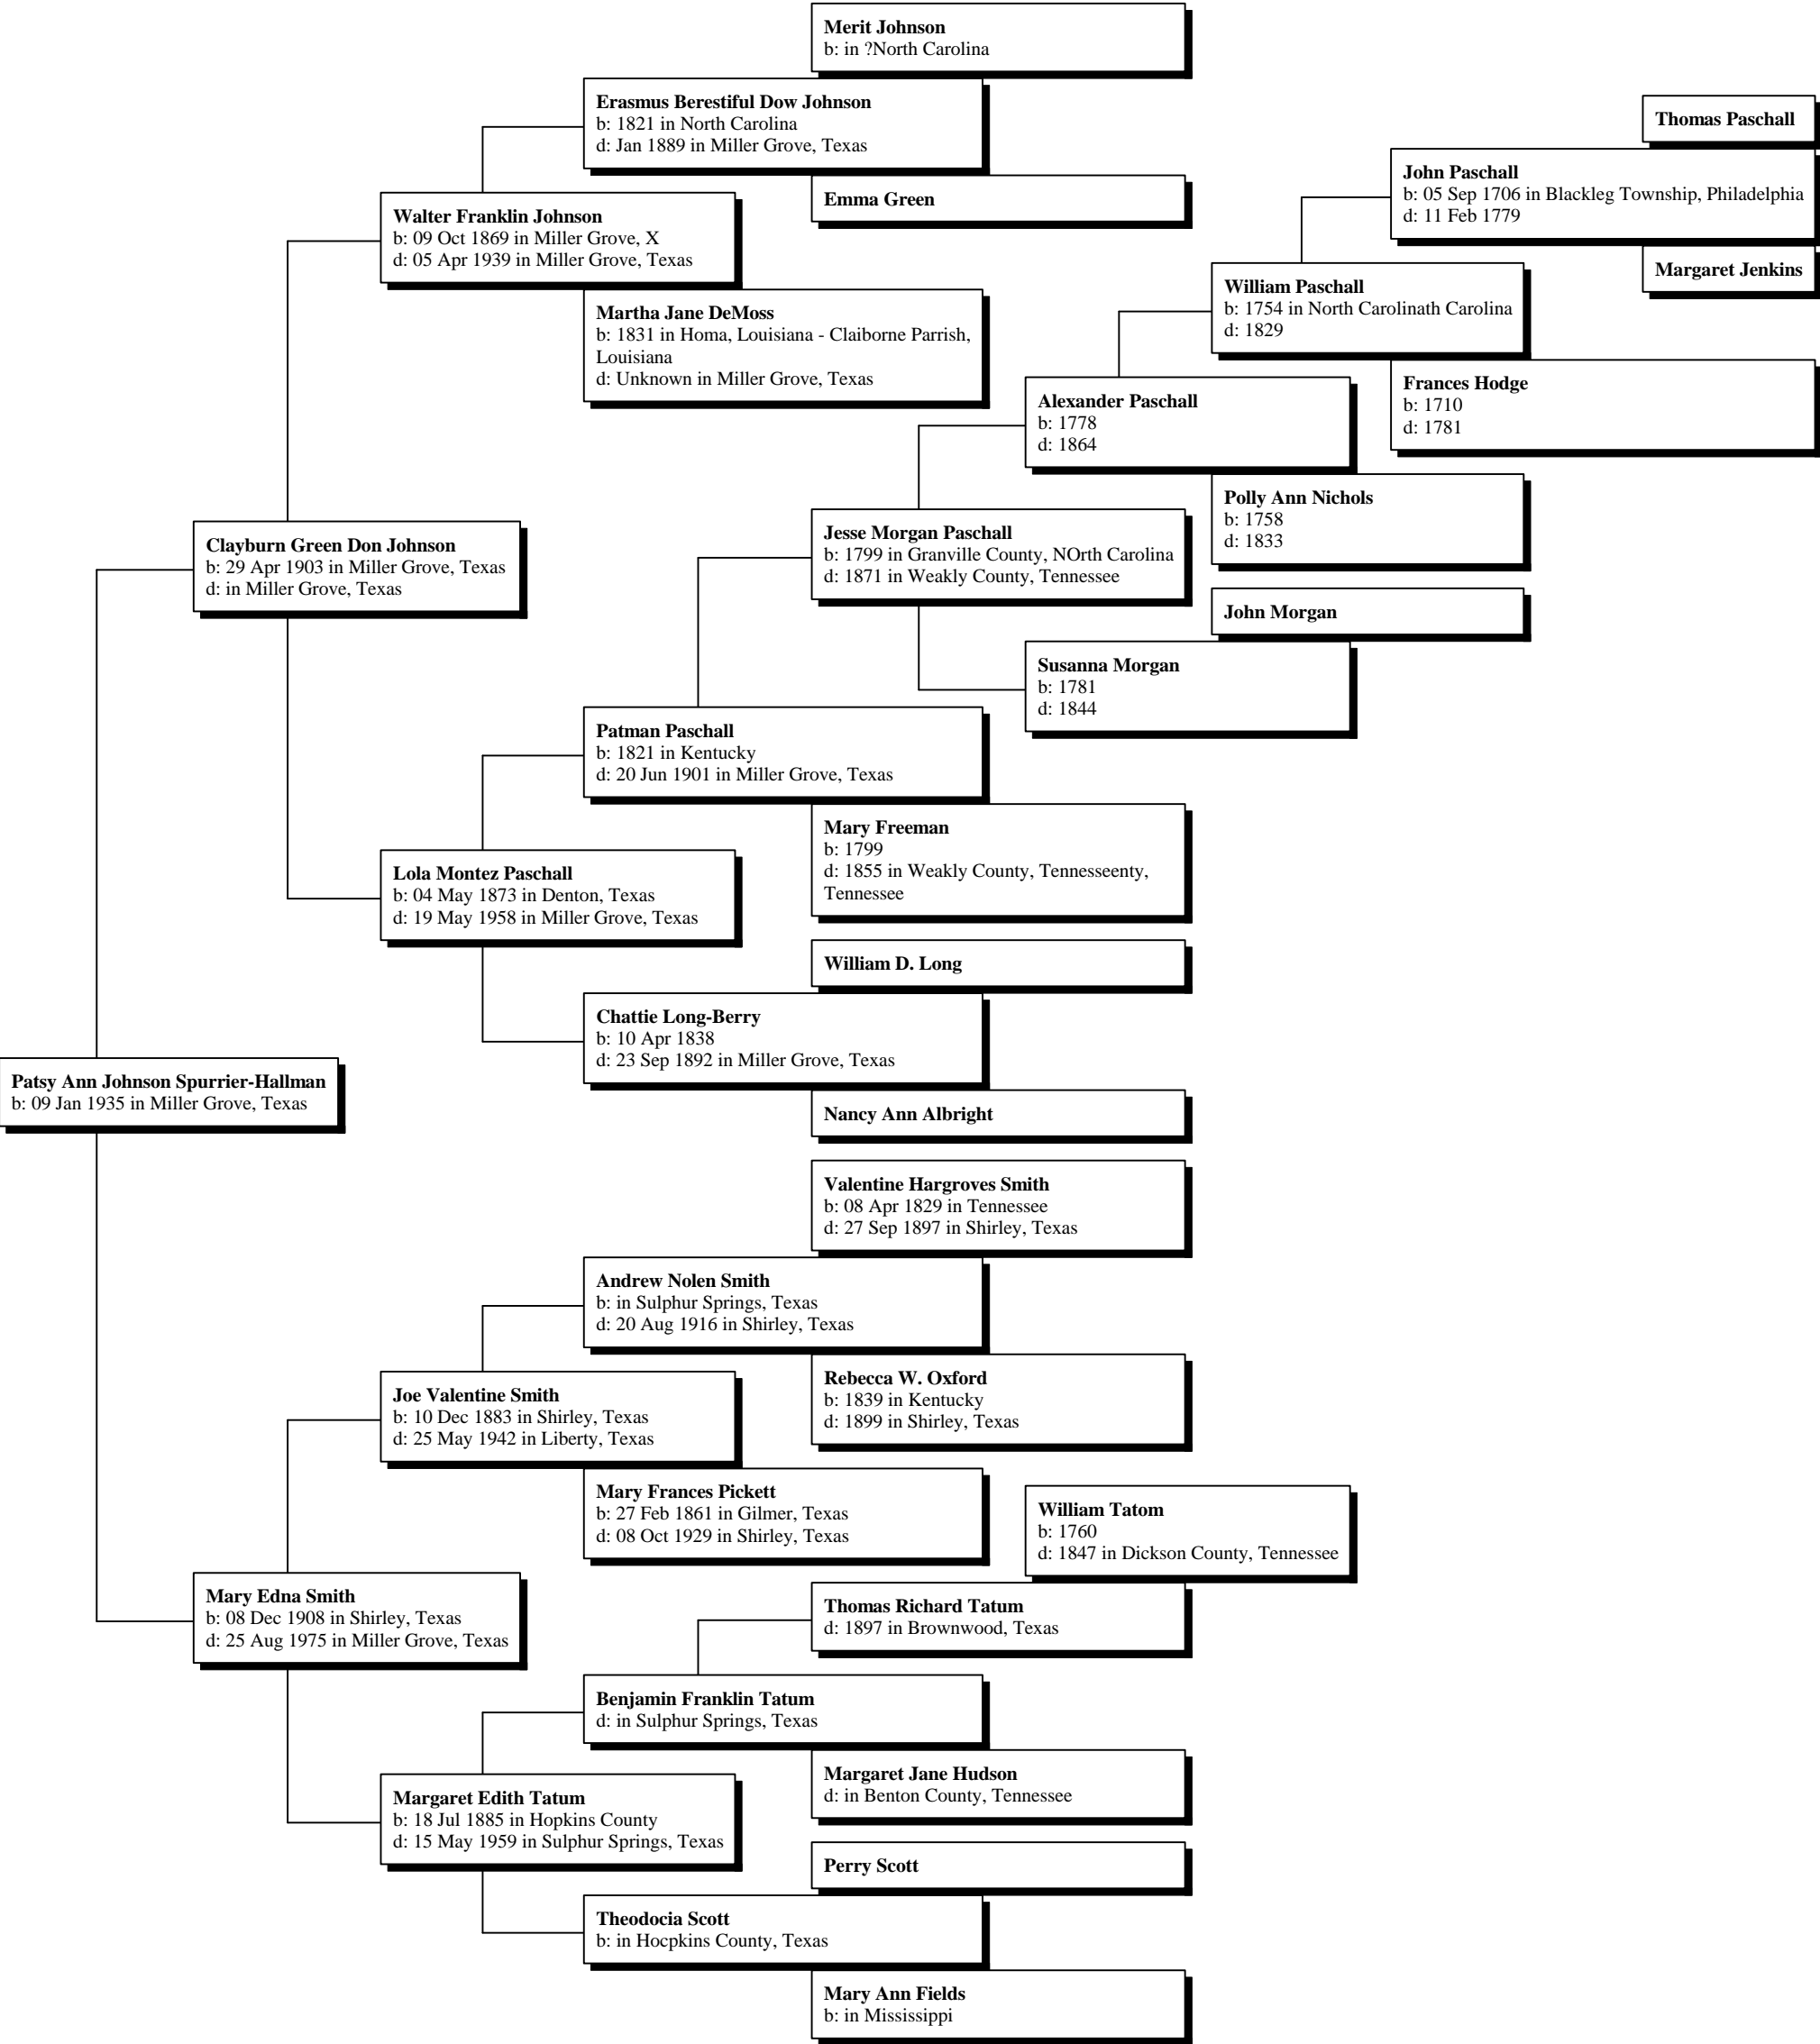 Merit Johnson
b: in ?North Carolina
Erasmus Berestiful Dow Johnson
b: 1821 in North Carolina
d: Jan 1889 in Miller Grove, Texas
Thomas Paschall
John Paschall
b: 05 Sep 1706 in Blackleg Township, Philadelphia
d: 11 Feb 1779
Emma Green
Walter Franklin Johnson
b: 09 Oct 1869 in Miller Grove, X
d: 05 Apr 1939 in Miller Grove, Texas
Margaret Jenkins
William Paschall
b: 1754 in North Carolinath Carolina
d: 1829
Martha Jane DeMoss
b: 1831 in Homa, Louisiana - Claiborne Parrish,
Louisiana
d: Unknown in Miller Grove, Texas
Frances Hodge
b: 1710
d: 1781
Alexander Paschall
b: 1778
d: 1864
Polly Ann Nichols
b: 1758
d: 1833
Clayburn Green Don Johnson
b: 29 Apr 1903 in Miller Grove, Texas
d: in Miller Grove, Texas
Jesse Morgan Paschall
b: 1799 in Granville County, NOrth Carolina
d: 1871 in Weakly County, Tennessee
John Morgan
Susanna Morgan
b: 1781
d: 1844
Patman Paschall
b: 1821 in Kentucky
d: 20 Jun 1901 in Miller Grove, Texas
Mary Freeman
b: 1799
d: 1855 in Weakly County, Tennesseenty,
Tennessee
Lola Montez Paschall
b: 04 May 1873 in Denton, Texas
d: 19 May 1958 in Miller Grove, Texas
William D. Long
Chattie Long-Berry
b: 10 Apr 1838
d: 23 Sep 1892 in Miller Grove, Texas
Patsy Ann Johnson Spurrier-Hallman
b: 09 Jan 1935 in Miller Grove, Texas
Nancy Ann Albright
Valentine Hargroves Smith
b: 08 Apr 1829 in Tennessee
d: 27 Sep 1897 in Shirley, Texas
Andrew Nolen Smith
b: in Sulphur Springs, Texas
d: 20 Aug 1916 in Shirley, Texas
Rebecca W. Oxford
b: 1839 in Kentucky
d: 1899 in Shirley, Texas
Joe Valentine Smith
b: 10 Dec 1883 in Shirley, Texas
d: 25 May 1942 in Liberty, Texas
Mary Frances Pickett
b: 27 Feb 1861 in Gilmer, Texas
d: 08 Oct 1929 in Shirley, Texas
William Tatom
b: 1760
d: 1847 in Dickson County, Tennessee
Mary Edna Smith
b: 08 Dec 1908 in Shirley, Texas
d: 25 Aug 1975 in Miller Grove, Texas
Thomas Richard Tatum
d: 1897 in Brownwood, Texas
Benjamin Franklin Tatum
d: in Sulphur Springs, Texas
Margaret Jane Hudson
d: in Benton County, Tennessee
Margaret Edith Tatum
b: 18 Jul 1885 in Hopkins County
d: 15 May 1959 in Sulphur Springs, Texas
Perry Scott
Theodocia Scott
b: in Hocpkins County, Texas
Mary Ann Fields
b: in Mississippi